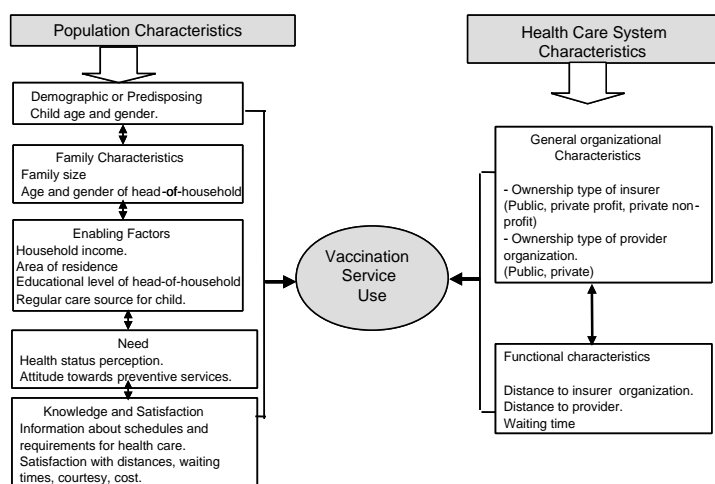 Population Characteristics
Demographic or Predisposing
Child age and gender.
Family Characteristics
Family size
Age and gender of head-of-household
Enabling Factors
Household income.
Area of residence
Educational level of head-of-household
Regular care source for child.
Need
Health status perception.
Attitude towards preventive services.
Knowledge and Satisfaction
Information about schedules and
requirements for health care.
Satisfaction with distances, waiting
times, courtesy, cost.
Vaccination
Service
Use
Health Care System
Characteristics
General organizational
Characteristics
- Ownership type of insurer
(Public, private profit, private non-
profit)
- Ownership type of provider
organization.
(Public, private)
Functional characteristics
Distance to insurer organization.
Distance to provider.
Waiting time